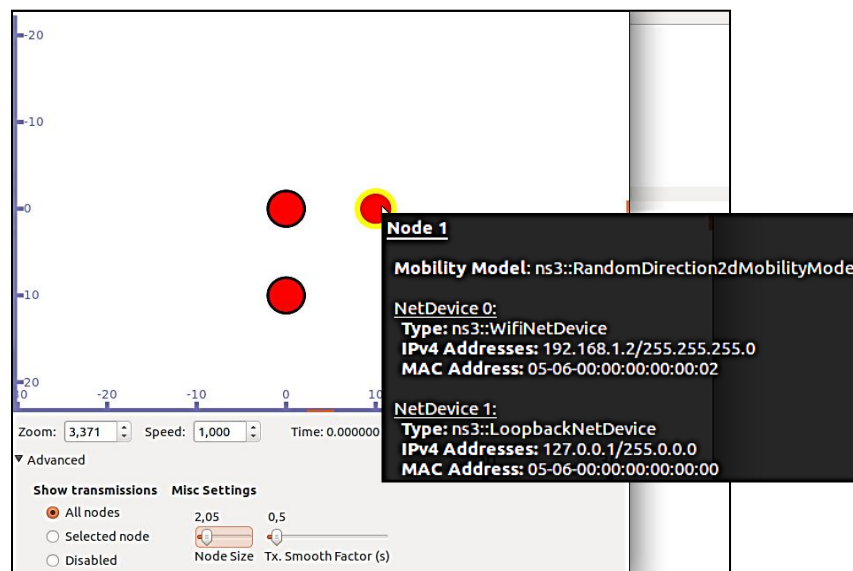 -20
-10
0
10
20
30 -20 -10 0 10
Node 1
Mobility Model: ns3::RandomDirection2dMobilityMode
NetDevice 0:
Type: ns3::WifiNetDevice
IPv4 Addresses: 192.168.1.2/255.255.255.0
MAC Address: 05-06-00:00:00:00:00:02
NetDevice 1:
Type: ns3::LoopbackNetDevice
IPv4 Addresses: 127.0.0.1/255.0.0.0
MAC Address: 05-06-00:00:00:00:00:00
Zoom: 3,371 Speed: 1,000 Time: 0.000000
Advanced
Show transmissions Misc Settings
All nodes
Selected node
Disabled
2,05 0,5
Node Size Tx. Smooth Factor (s)